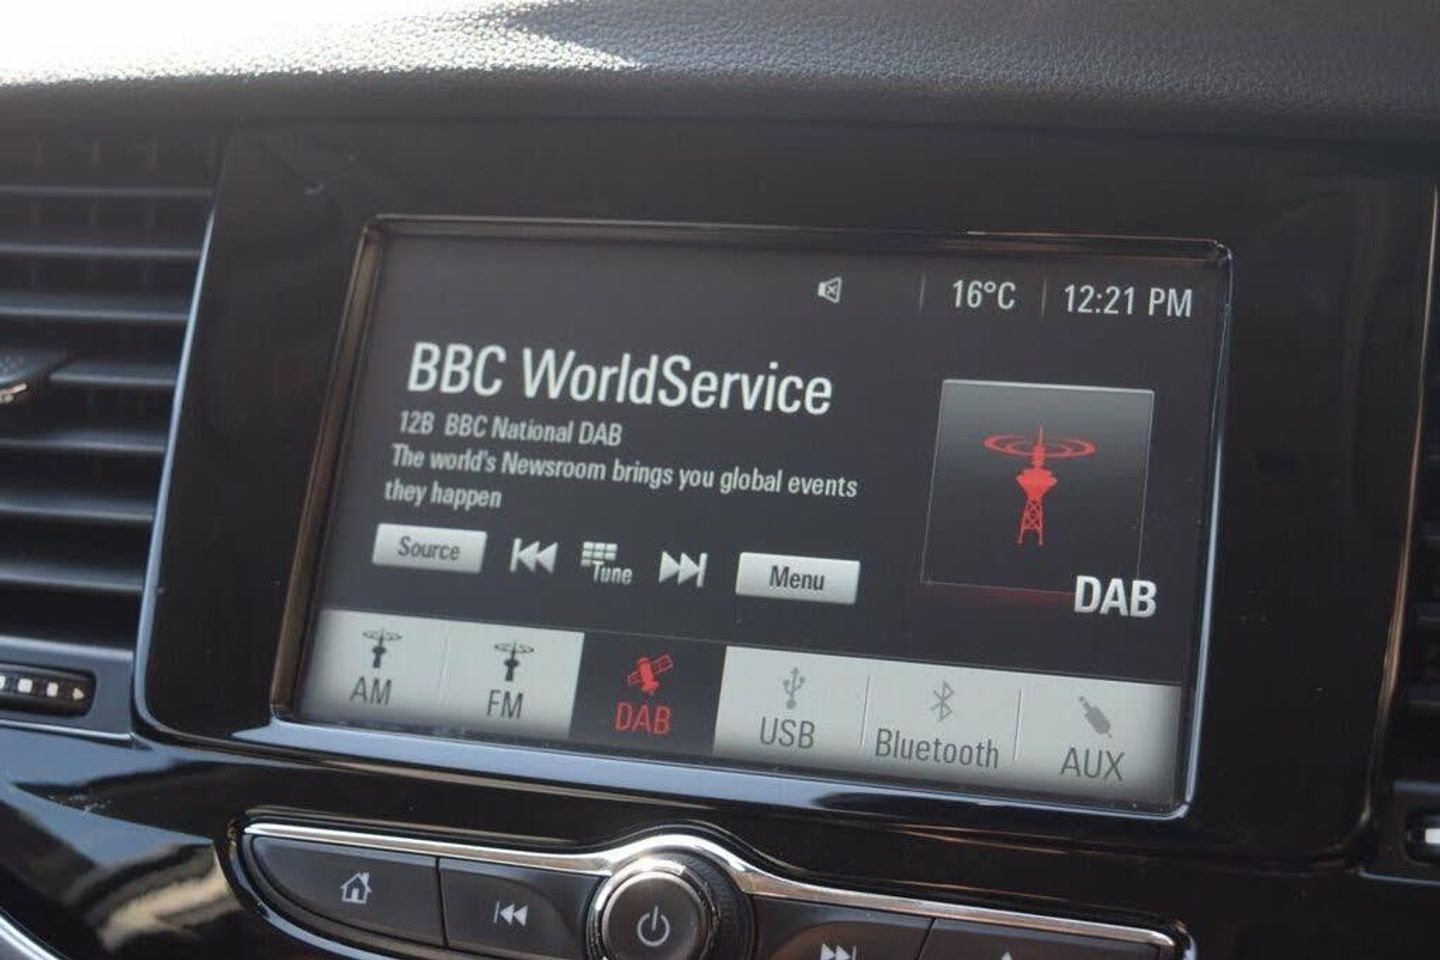 16°C 12:21 PM
BBC WorldService
12B BBC National DAB
The world's Newsroom brings you global events
they happen
Source Tune Menu
DAB
AM FM DAB USB Bluetooth AUX